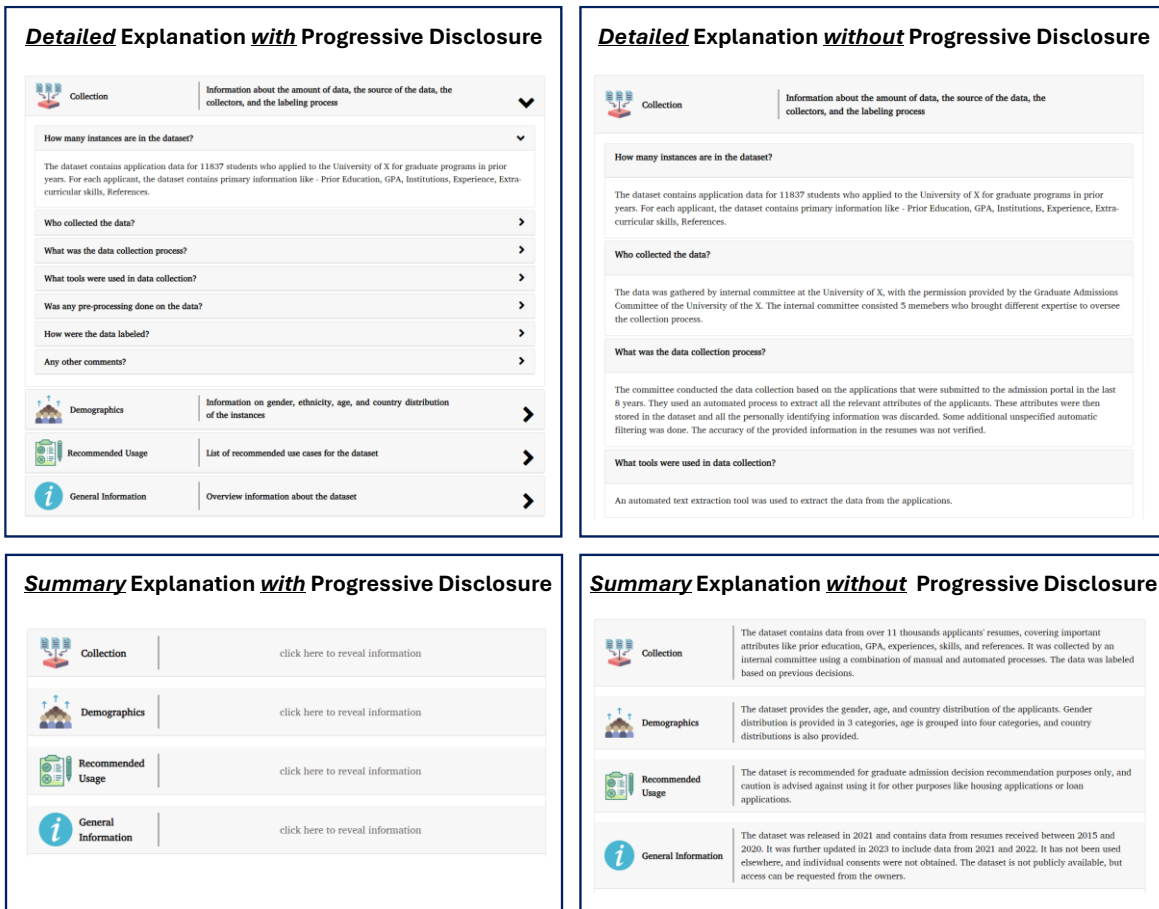 Detailed Explanation with Progressive Disclosure
Collection
Information about the amount of data, the source of the data, the
collectors, and the labeling process
How many instances are in the dataset?
The dataset contains application data for 11837 students who applied to the University of X for graduate programs in prior
years. For each applicant, the dataset contains primary information like - Prior Education, GPA, Institutions, Experience, Extra-
curricular skills, References.
Who collected the data?
What was the data collection process?
What tools were used in data collection?
Was any pre-processing done on the data?
How were the data labeled?
Any other comments?
Demographics
Information on gender, ethnicity, age, and country distribution
of the instances
Recommended Usage
List of recommended use cases for the dataset
General Information
Overview information about the dataset
Detailed Explanation without Progressive Disclosure
Collection
Information about the amount of data, the source of the data, the
collectors, and the labeling process
How many instances are in the dataset?
The dataset contains application data for 11837 students who applied to the University of X for graduate programs in prior
years. For each applicant, the dataset contains primary information like - Prior Education, GPA, Institutions, Experience, Extra-
curricular skills, References.
Who collected the data?
The data was gathered by internal committee at the University of X, with the permission provided by the Graduate Admissions
Committee of the University of the X. The internal committee consisted 5 memebers who brought different expertise to oversee
the collection process.
What was the data collection process?
The committee conducted the data collection based on the applications that were submitted to the admission portal in the last
8 years. They used an automated process to extract all the relevant attributes of the applicants. These attributes were then
stored in the dataset and all the personally identifying information was discarded. Some additional unspecified automatic
filtering was done. The accuracy of the provided information in the resumes was not verified.
What tools were used in data collection?
An automated text extraction tool was used to extract the data from the applications.
Summary Explanation with Progressive Disclosure
Collection
click here to reveal information
Demographics
click here to reveal information
Recommended
Usage
click here to reveal information
General
Information
click here to reveal information
Summary Explanation without Progressive Disclosure
Collection
The dataset contains data from over 11 thousands applicants' resumes, covering important
attributes like prior education, GPA, experiences, skills, and references. It was collected by an
internal committee using a combination of manual and automated processes. The data was labeled
based on previous decisions.
Demographics
The dataset provides the gender, age, and country distribution of the applicants. Gender
distribution is provided in 3 categories, age is grouped into four categories, and country
distributions is also provided.
Recommended
Usage
The dataset is recommended for graduate admission decision recommendation purposes only, and
caution is advised against using it for other purposes like housing applications or loan
applications.
General Information
The dataset was released in 2021 and contains data from resumes received between 2015 and
2020. It was further updated in 2023 to include data from 2021 and 2022. It has not been used
elsewhere, and individual consents were not obtained. The dataset is not publicly available, but
access can be requested from the owners.